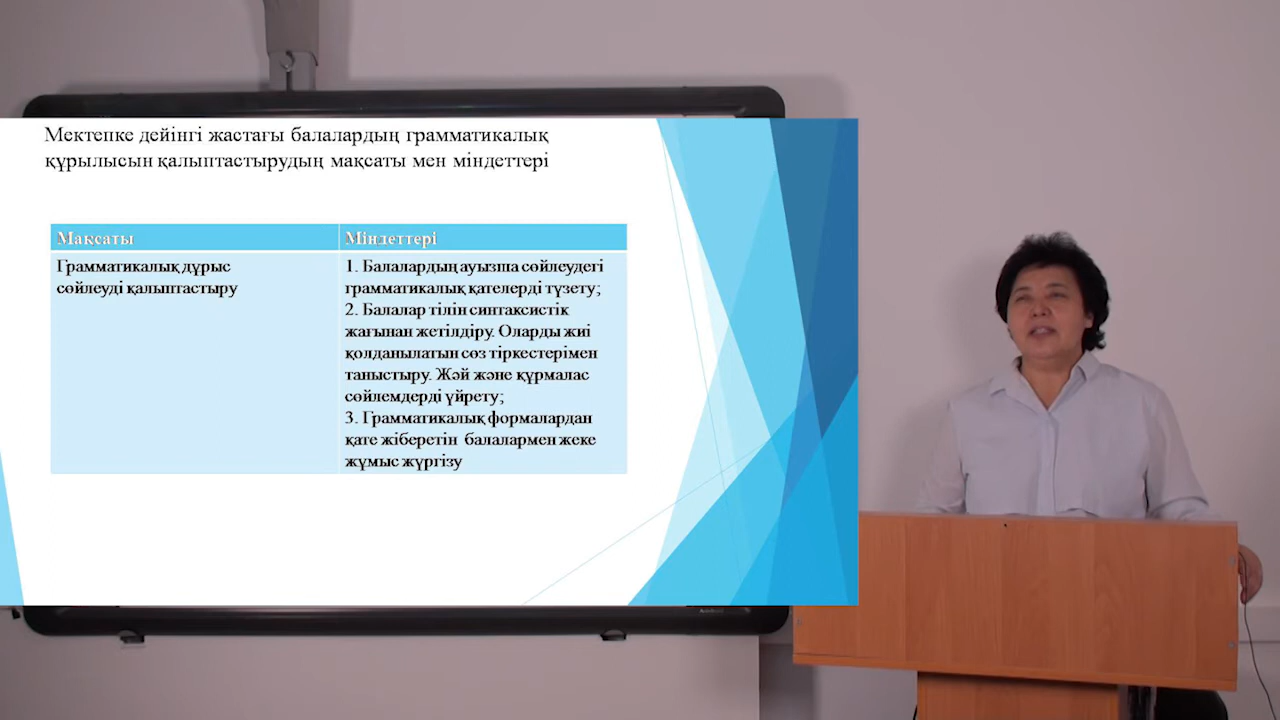 Мектепке дейінгі жастағы балалардың грамматикалық
құрылысын қалыптастырудың мақсаты мен міндеттері
Мақсаты
Міндеттері
Грамматикалық дұрыс
сөйлеуді қалыптастыру
1. Балалардың ауызпа сөйлеудегі
грамматикалық қателерді түзету;
2. Балалар тілін синтаксистік
жағынан жетілдіру. Оларды жиі
қолданылатын сөз тіркестерімен
таныстыру. Жәй және құрмалас
сөйлемдерді үйрету;
3. Грамматикалық формалардан
қате жіберетін балалармен жеке
жұмыс жүргізу